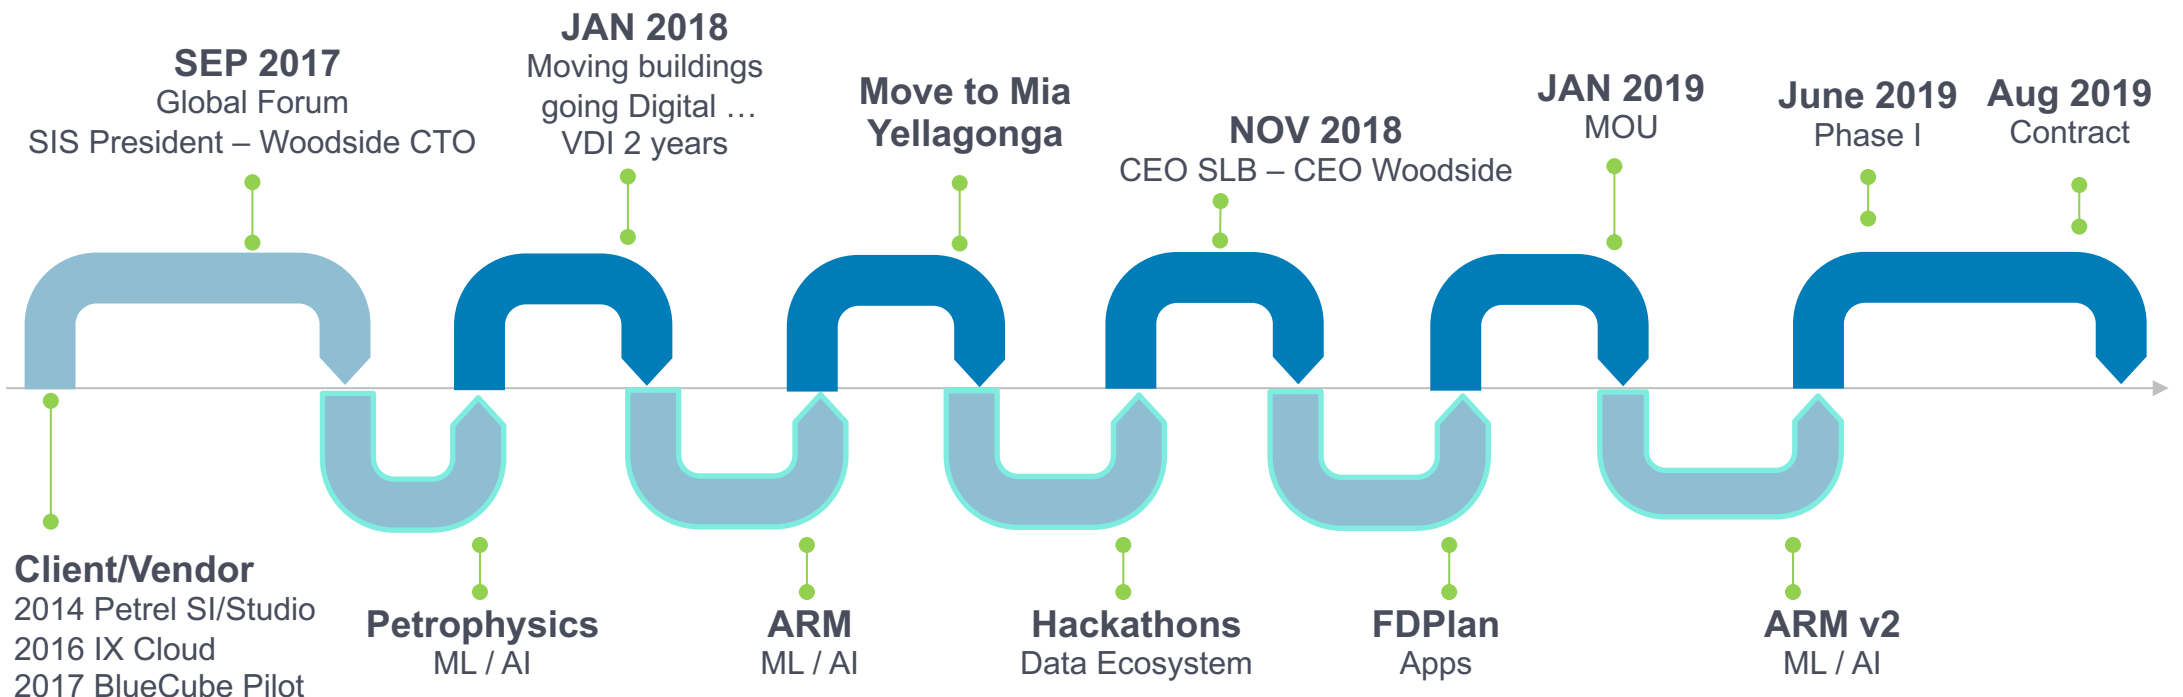 SEP 2017
Global Forum
SIS President – Woodside CTO
JAN 2018
Moving buildings
going Digital …
VDI 2 years
Move to Mia
Yellagonga
NOV 2018
CEO SLB – CEO Woodside
JAN 2019
MOU
June 2019
Phase I
Aug 2019
Contract
Client/Vendor
2014 Petrel SI/Studio
2016 IX Cloud
2017 BlueCube Pilot
Petrophysics
ML / AI
ARM
ML / AI
Hackathons
Data Ecosystem
FDPlan
Apps
ARM v2
ML / AI